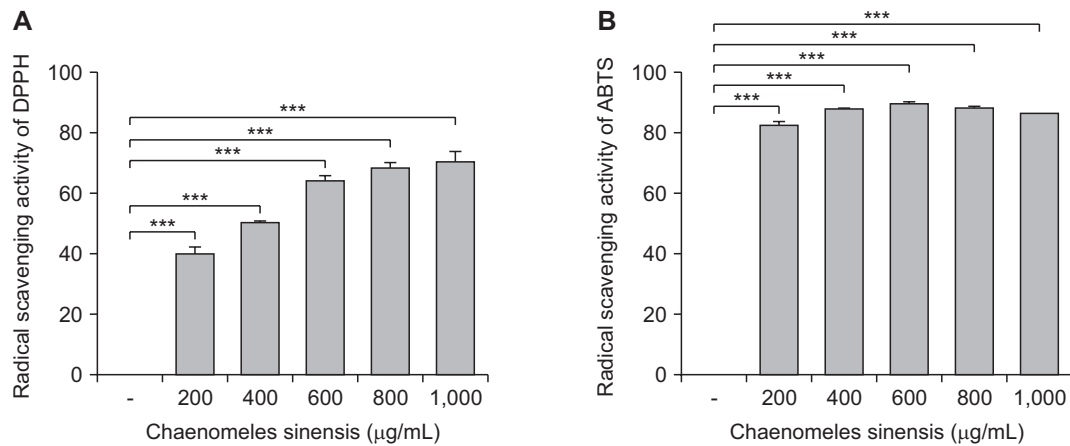 A
Radical scavenging activity of DPPH
100
80
60
40
20
0
***
***
***
***
***
- 200 400 600 800 1,000
Chaenomeles sinensis (μg/mL)
B
Radical scavenging activity of ABTS
100
80
60
40
20
0
***
***
***
***
***
- 200 400 600 800 1,000
Chaenomeles sinensis (μg/mL)